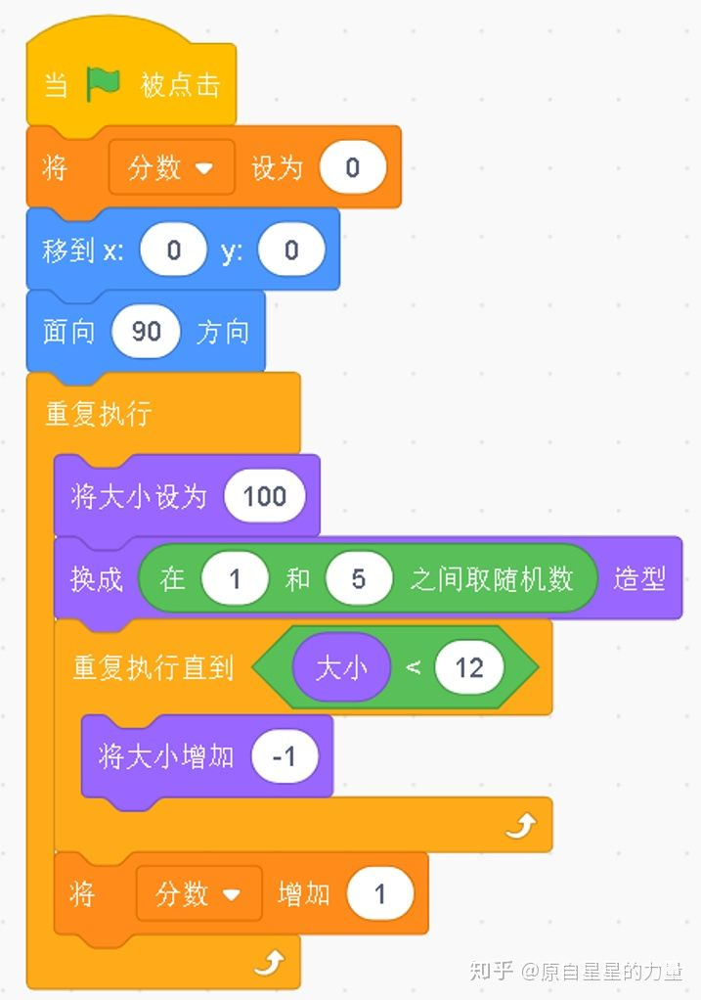 当 被点击
将 分数 设为 0
移到 x: 0 y: 0
面向 90 方向
重复执行
将大小设为 100
换成 在 1 和 5 之间取随机数 造型
重复执行直到 大小 < 12
将大小增加 -1
将 分数 增加 1
知乎 @原自星星的力量